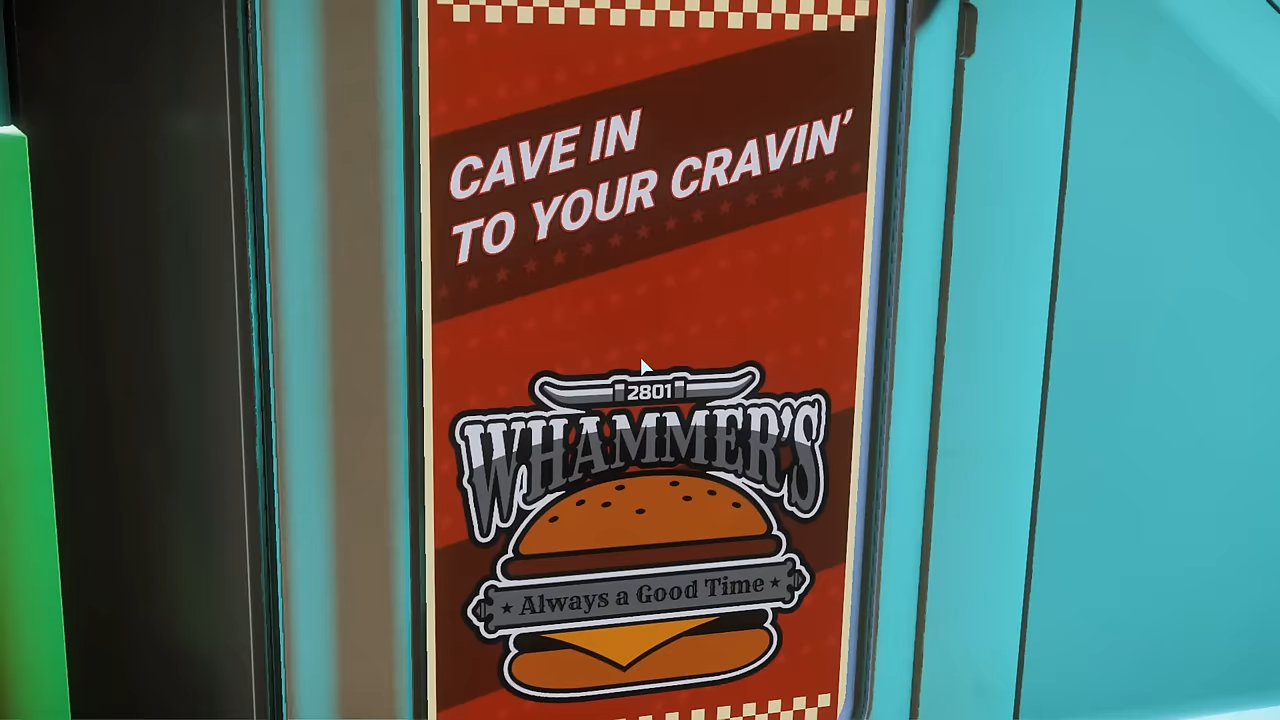 CAVE IN
TO YOUR CRAVIN’
2801
WHAMMER'S
★ Always a Good Time ★